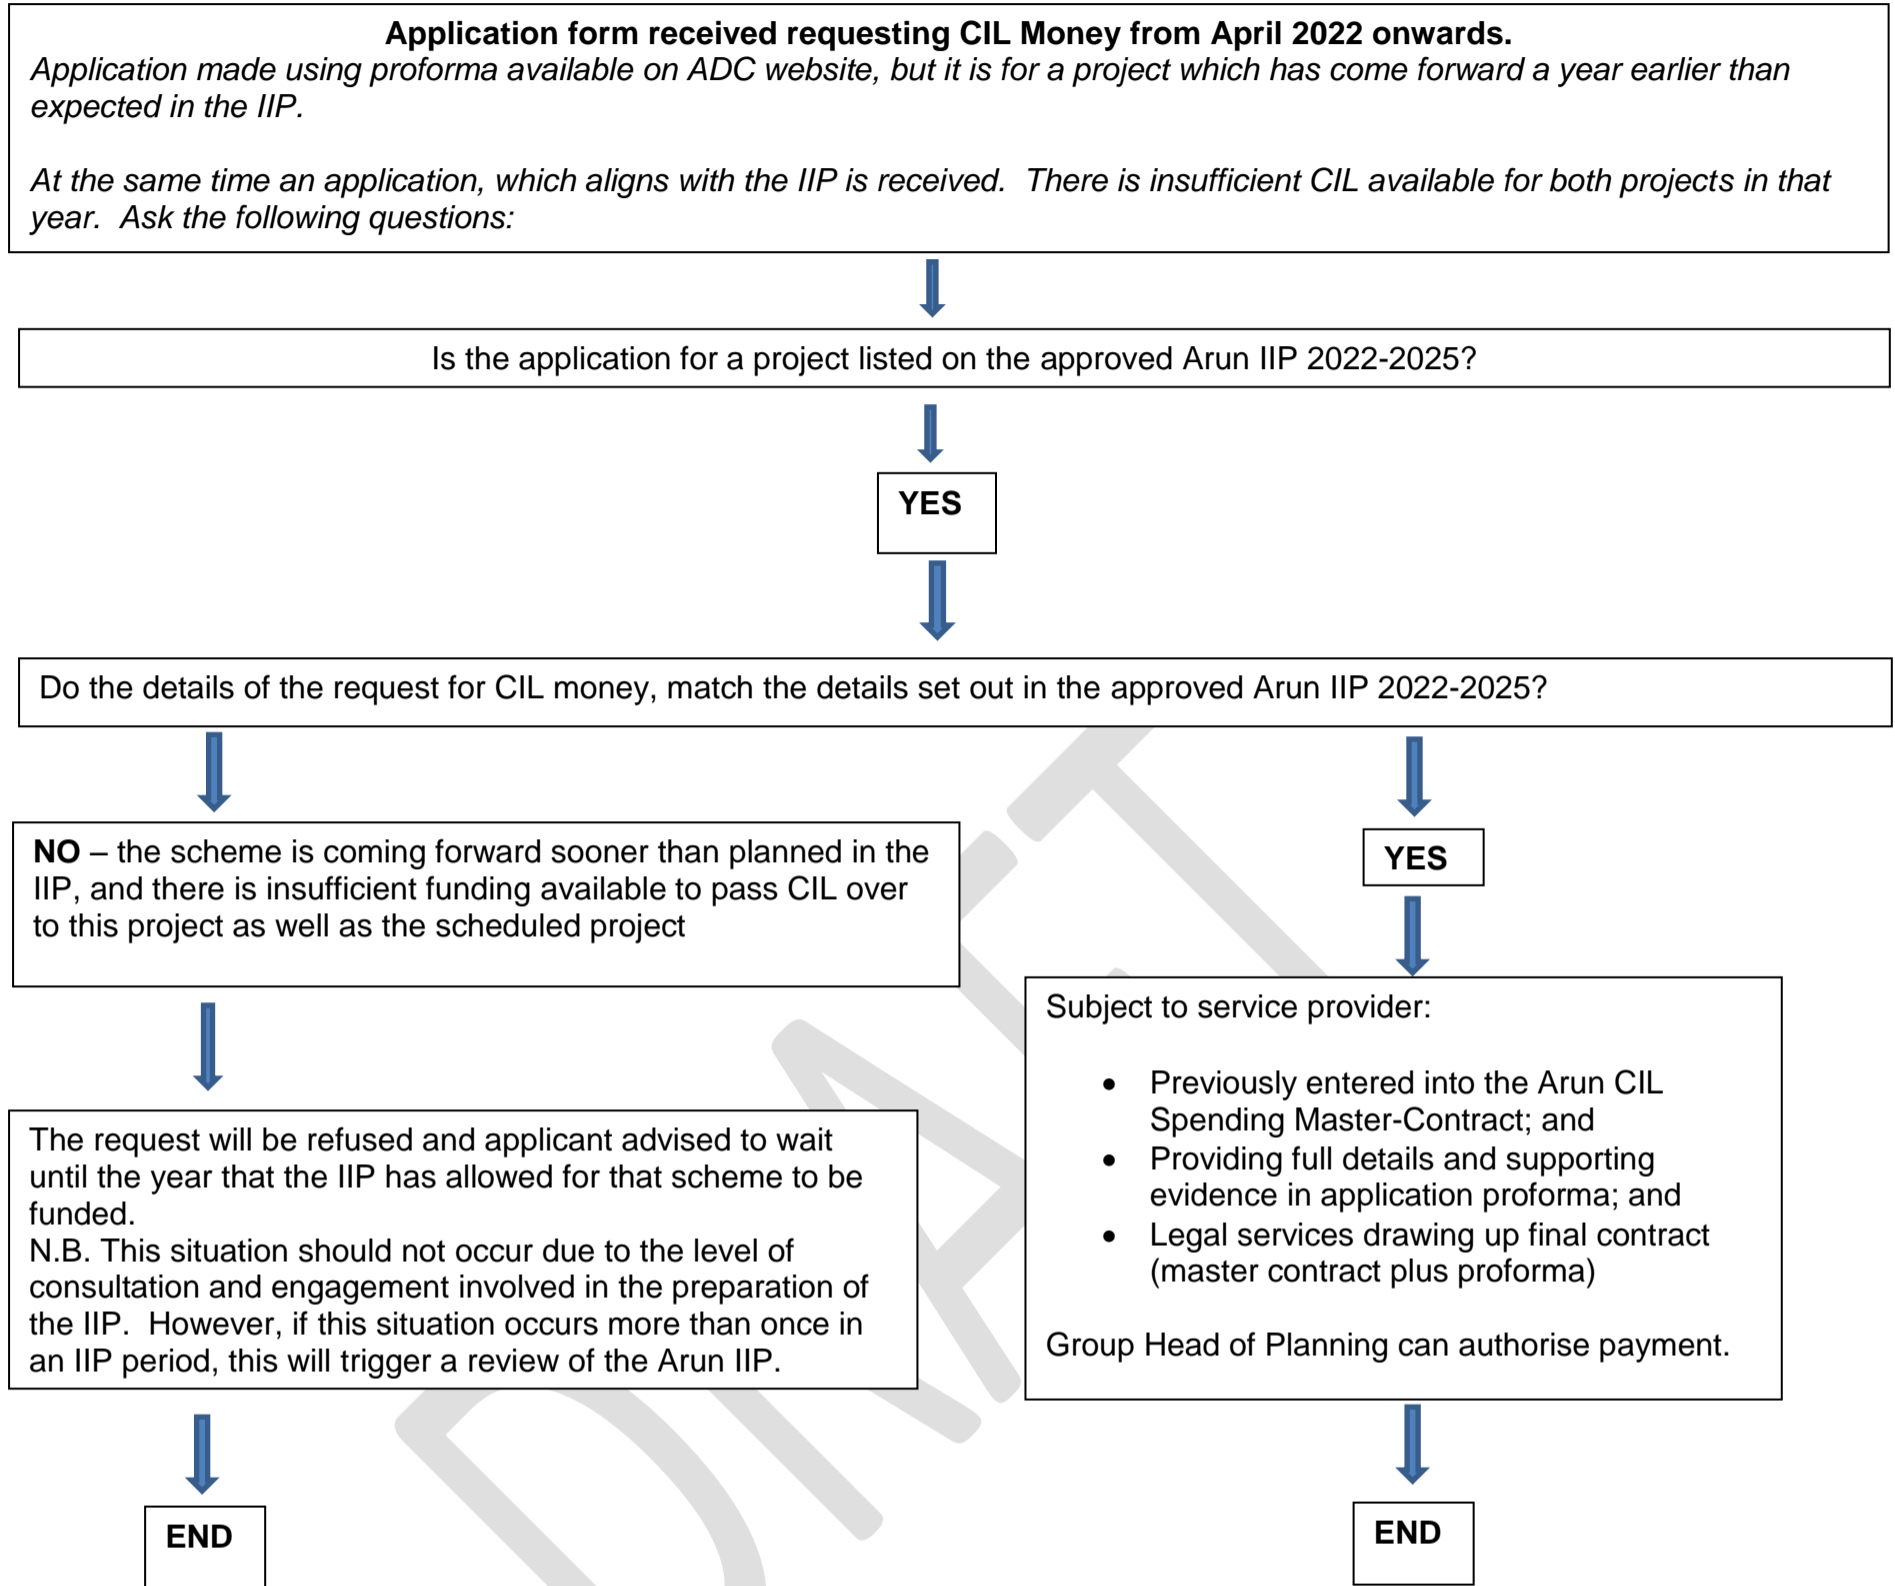 Application form received requesting CIL Money from April 2022 onwards.
Application made using proforma available on ADC website, but it is for a project which has come forward a year earlier than
expected in the IIP.
At the same time an application, which aligns with the IIP is received.  There is insufficient CIL available for both projects in that
year.  Ask the following questions:
Is the application for a project listed on the approved Arun IIP 2022-2025?
YES
Do the details of the request for CIL money, match the details set out in the approved Arun IIP 2022-2025?
NO – the scheme is coming forward sooner than planned in the
IIP, and there is insufficient funding available to pass CIL over
to this project as well as the scheduled project
The request will be refused and applicant advised to wait
until the year that the IIP has allowed for that scheme to be
funded.
N.B. This situation should not occur due to the level of
consultation and engagement involved in the preparation of
the IIP.  However, if this situation occurs more than once in
an IIP period, this will trigger a review of the Arun IIP.
END
YES
Subject to service provider:
• Previously entered into the Arun CIL
Spending Master-Contract; and
• Providing full details and supporting
evidence in application proforma; and
• Legal services drawing up final contract
(master contract plus proforma)
Group Head of Planning can authorise payment.
END
DRAFT